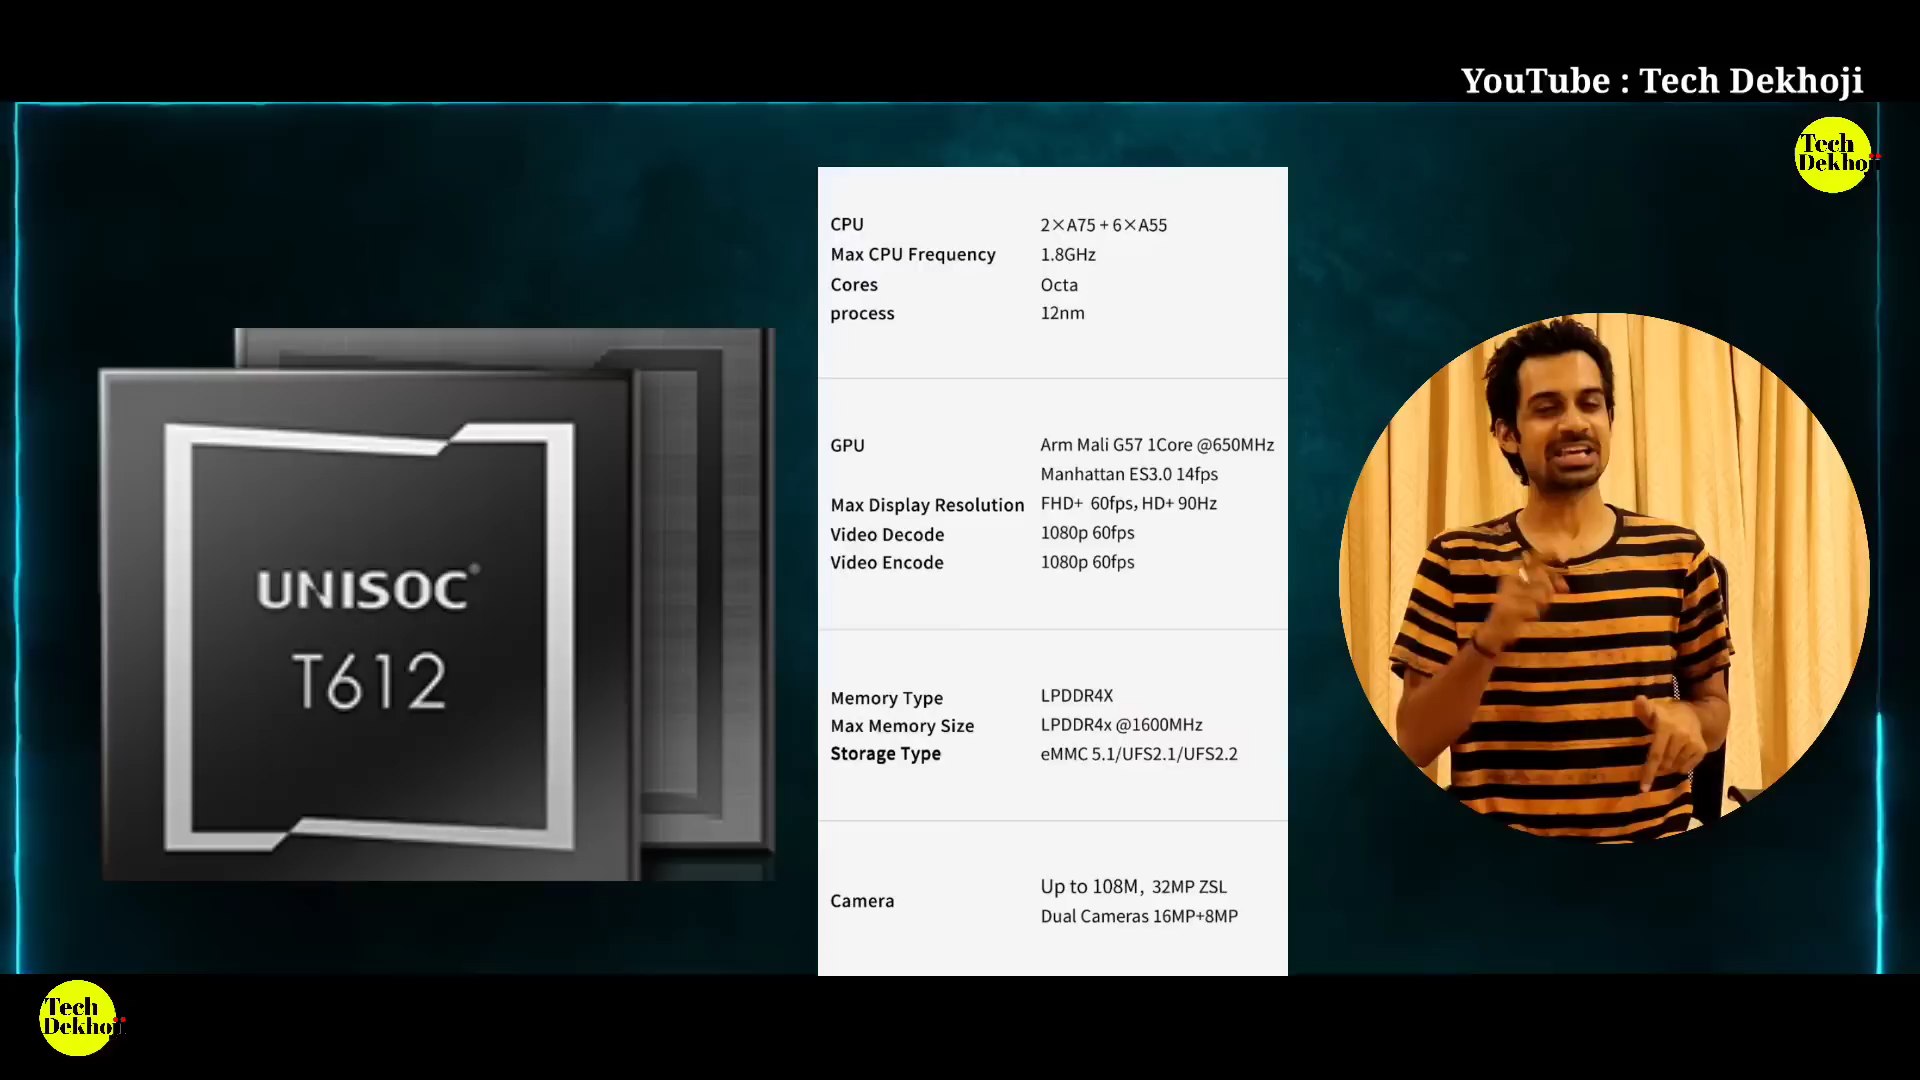 YouTube : Tech Dekhoji
Tech
Dekhoji
CPU 2×A75 + 6×A55
Max CPU Frequency 1.8GHz
Cores Octa
process 12nm
GPU Arm Mali G57 1Core @650MHz
Manhattan ES3.0 14fps
Max Display Resolution FHD+ 60fps, HD+ 90Hz
Video Decode 1080p 60fps
Video Encode 1080p 60fps
UNISOC®
T612
Memory Type LPDDR4X
Max Memory Size LPDDR4x @1600MHz
Storage Type eMMC 5.1/UFS2.1/UFS2.2
Camera Up to 108M, 32MP ZSL
Dual Cameras 16MP+8MP
Tech
Dekhoji